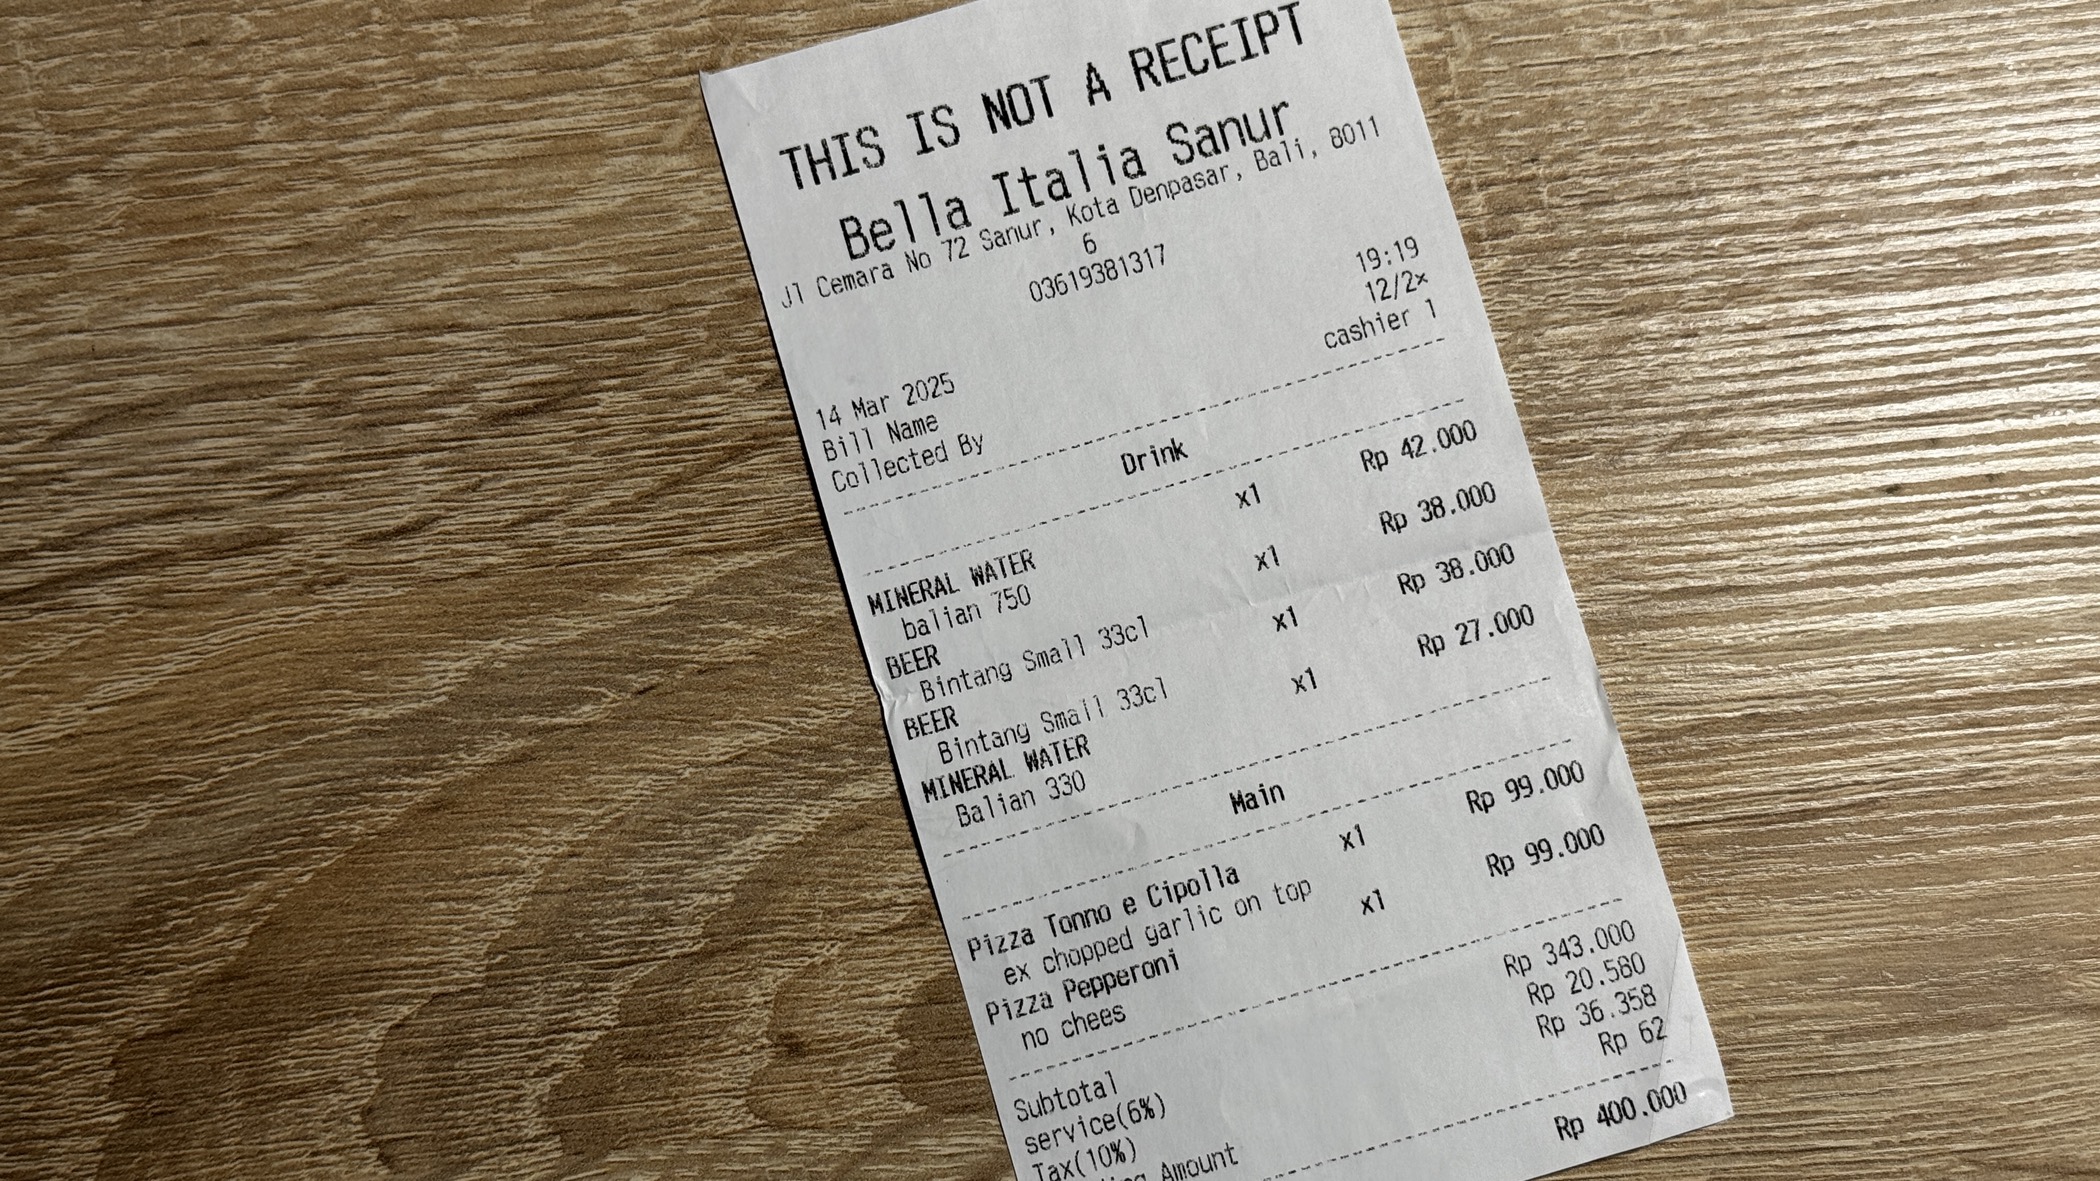 THIS IS NOT A RECEIPT
Bella Italia Sanur
Jl Cemara No 72 Sanur, Kota Denpasar, Bali, 8011
6
03619381317
14 Mar 2025 19:19
Bill Name 12/2x
Collected By cashier 1
Drink
MINERAL WATER x1 Rp 42.000
balian 750
BEER x1 Rp 38.000
Bintang Small 33cl
BEER x1 Rp 38.000
Bintang Small 33cl
MINERAL WATER x1 Rp 27.000
Balian 330
Main
Pizza Tonno e Cipolla x1 Rp 99.000
ex chopped garlic on top
Pizza Pepperoni x1 Rp 99.000
no chees
Subtotal Rp 343.000
service(6%) Rp 20.580
Tax(10%) Rp 36.358
Amount Rp 62
Rp 400.000